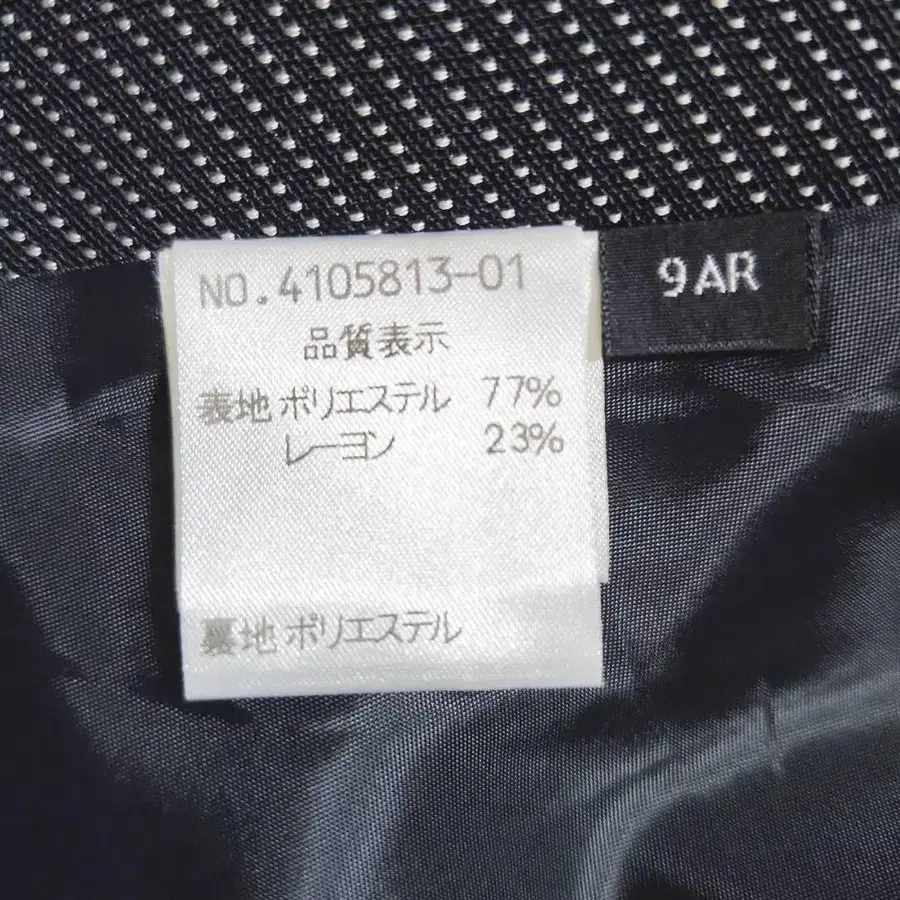 NO.4105813-01
9AR
品質表示
表地 ポリエステル 77%
レーヨン 23%
裏地 ポリエステル